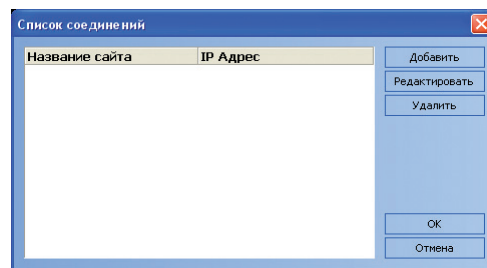 Список соединений
Название сайта IP Адрес
Добавить
Редактировать
Удалить
OK
Отмена